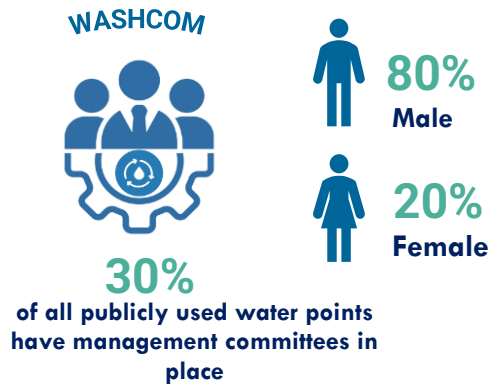 WASHCOM
30%
of all publicly used water points
have management committees in
place
80%
Male
20%
Female